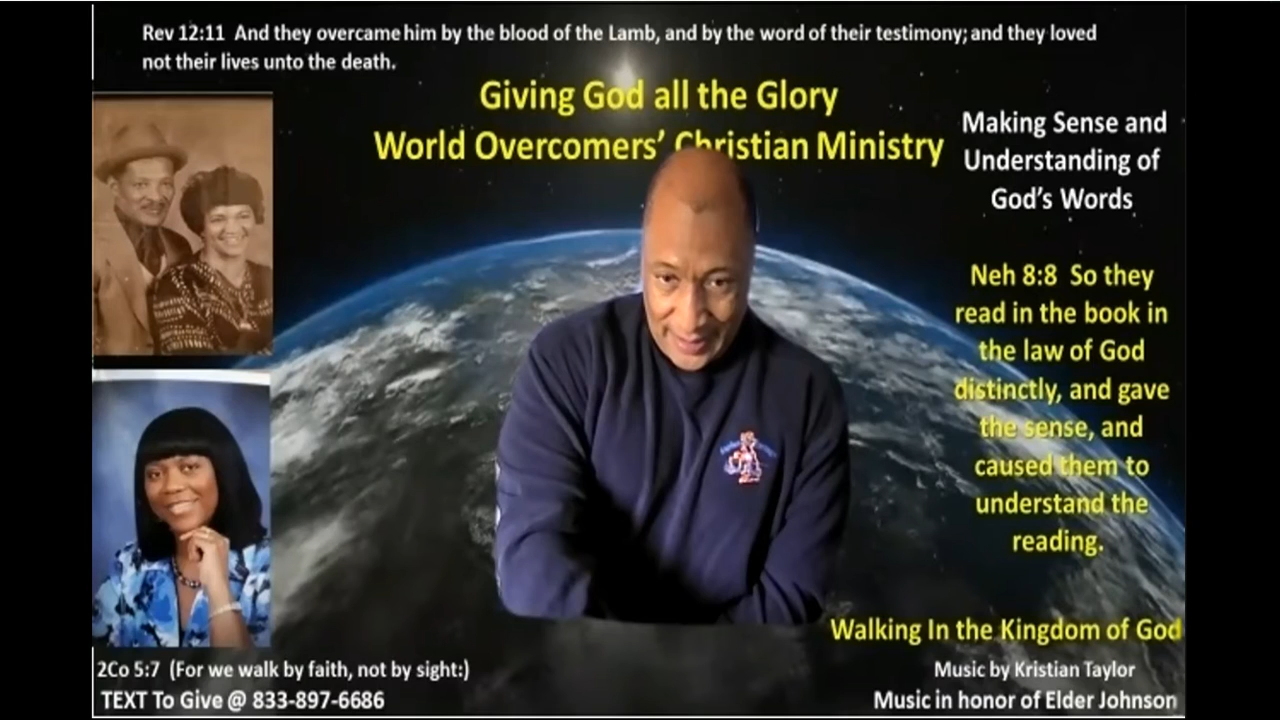 Rev 12:11 And they overcame him by the blood of the Lamb, and by the word of their testimony; and they loved
not their lives unto the death.
Giving God all the Glory
World Overcomers' Christian Ministry
Making Sense and
Understanding of
God's Words
Neh 8:8 So they
read in the book in
the law of God
distinctly, and gave
the sense, and
caused them to
understand the
reading.
Walking In the Kingdom of God
2Co 5:7 (For we walk by faith, not by sight:)
TEXT To Give @ 833-897-6686
Music by Kristian Taylor
Music in honor of Elder Johnson